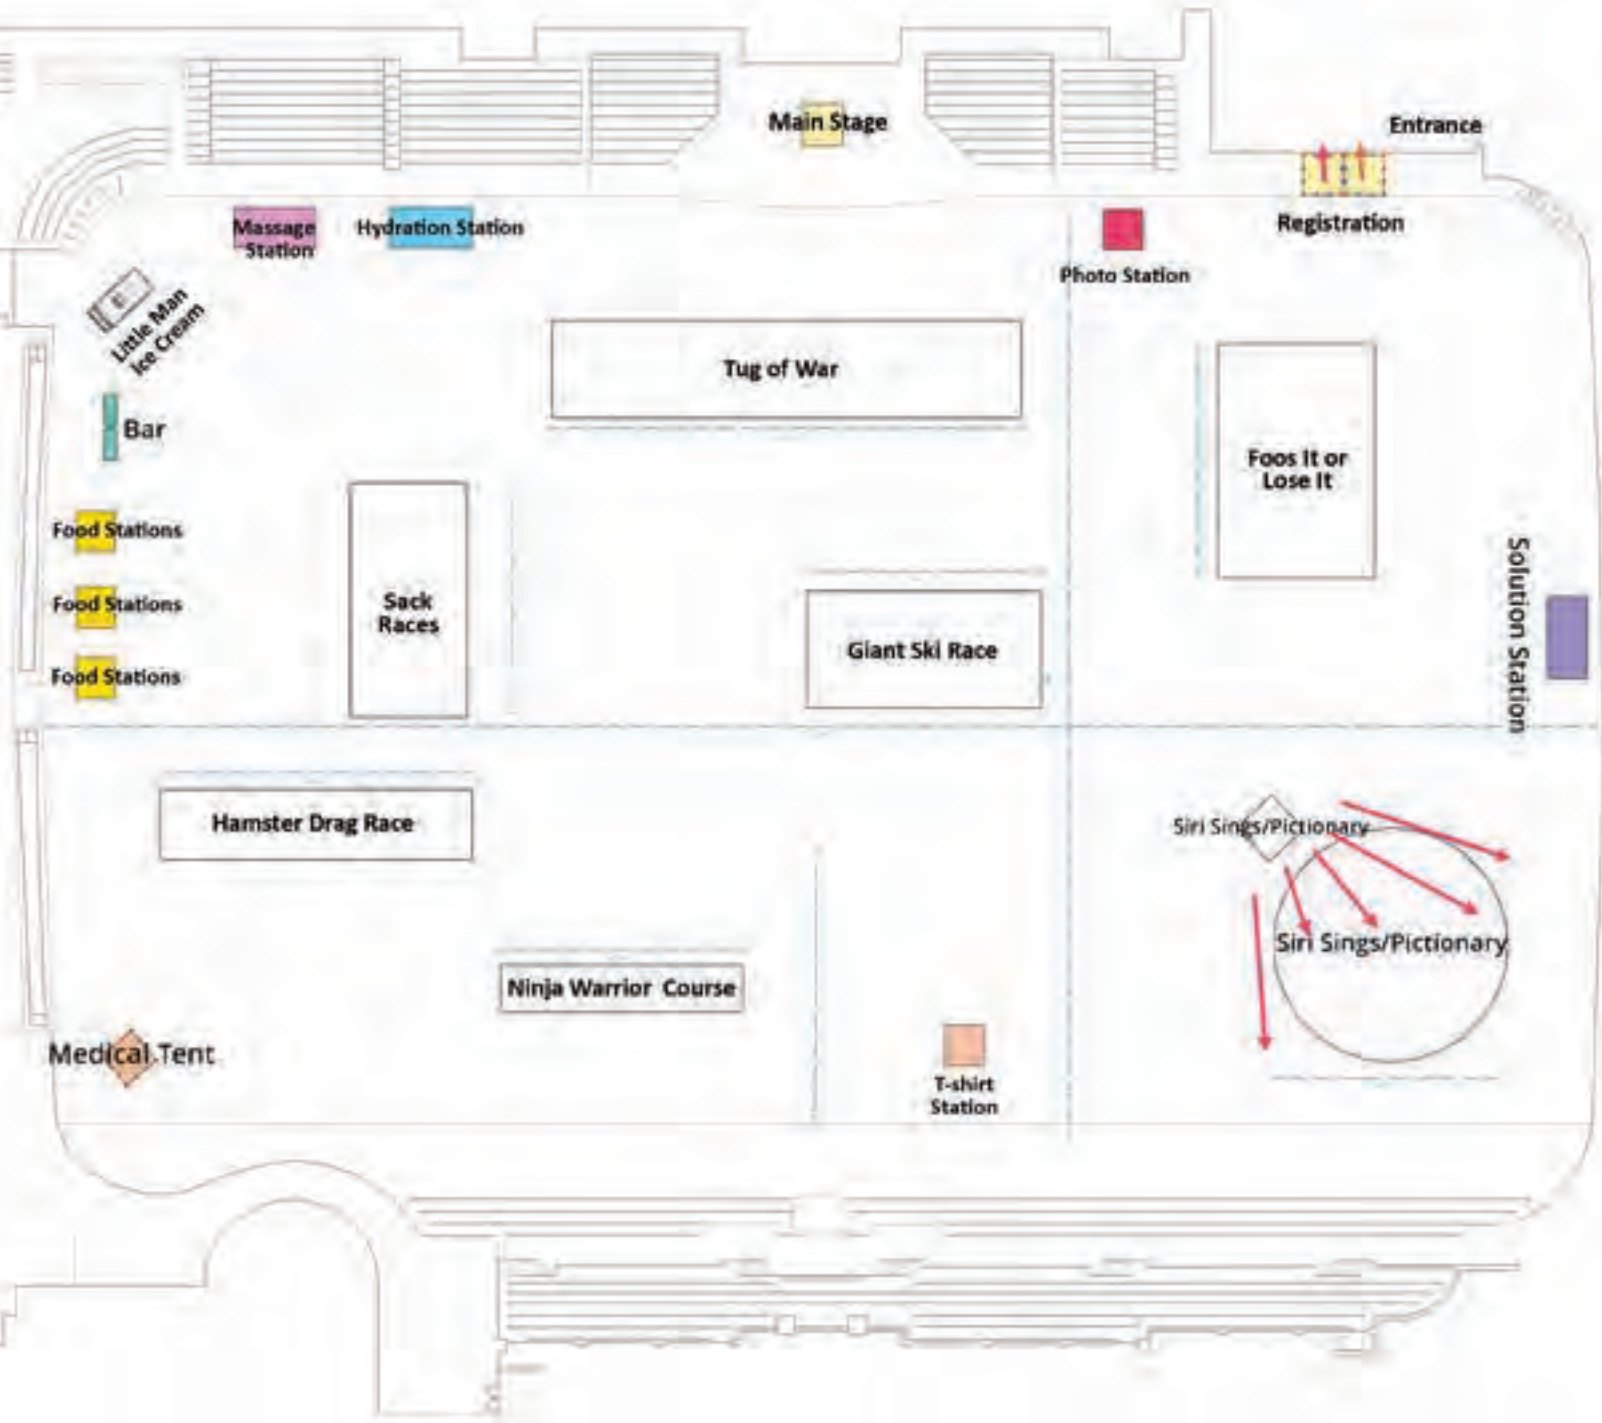 Main Stage
Entrance
Massage
Station
Hydration Station
Registration
Photo Station
Little Man
Ice Cream
Tug of War
Bar
Foos It or
Lose It
Food Stations
Food Stations
Food Stations
Sack
Races
Giant Ski Race
Solution Station
Hamster Drag Race
Siri Sings/Pictionary
Siri Sings/Pictionary
Ninja Warrior Course
Medical Tent
T-shirt
Station